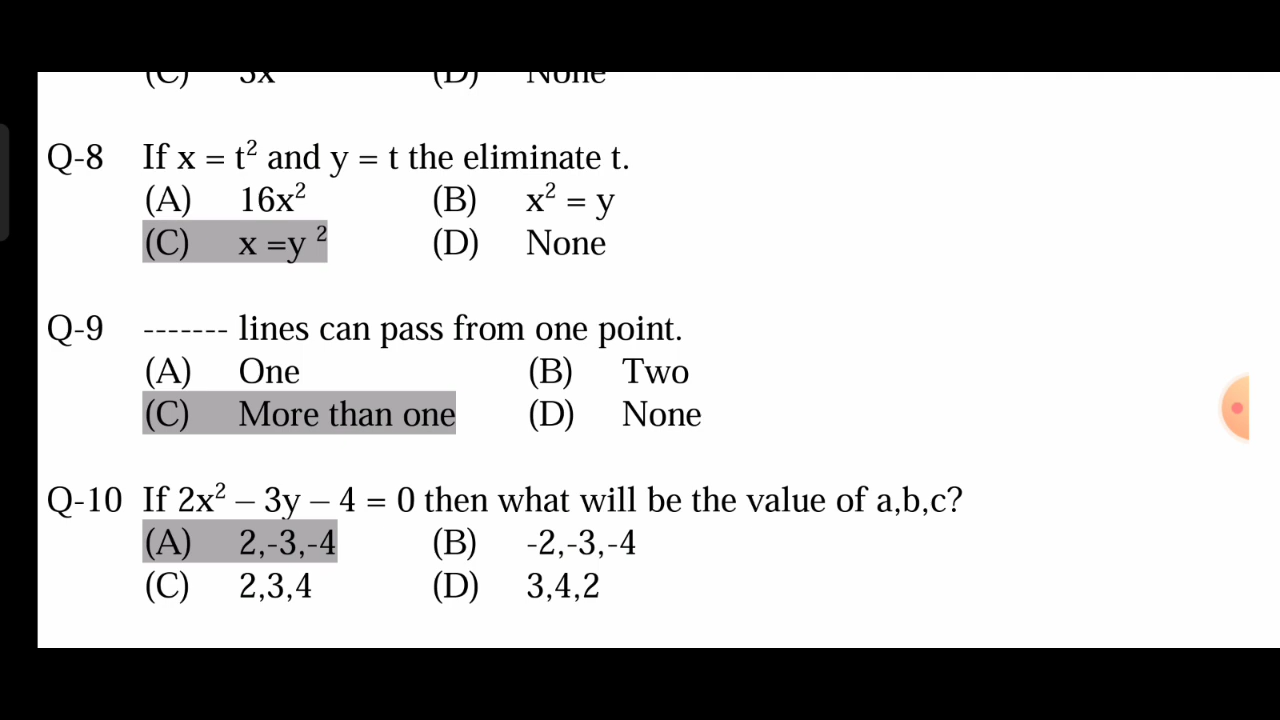 (C) 3x (D) None
Q-8 If x = t² and y = t the eliminate t.
(A) 16x² (B) x² = y
(C) x =y ² (D) None
Q-9 ------- lines can pass from one point.
(A) One (B) Two
(C) More than one (D) None
Q-10 If 2x² – 3y – 4 = 0 then what will be the value of a,b,c?
(A) 2,-3,-4 (B) -2,-3,-4
(C) 2,3,4 (D) 3,4,2